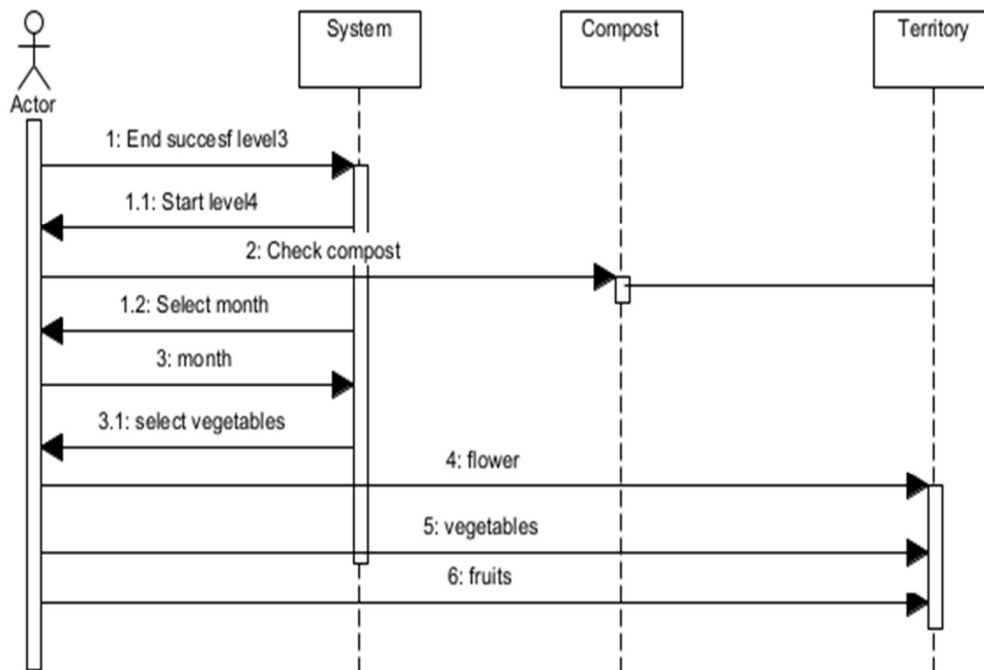 System
Compost
Territory
Actor
1: End succesf level3
1.1: Start level4
2: Check compost
1.2: Select month
3: month
3.1: select vegetables
4: flower
5: vegetables
6: fruits